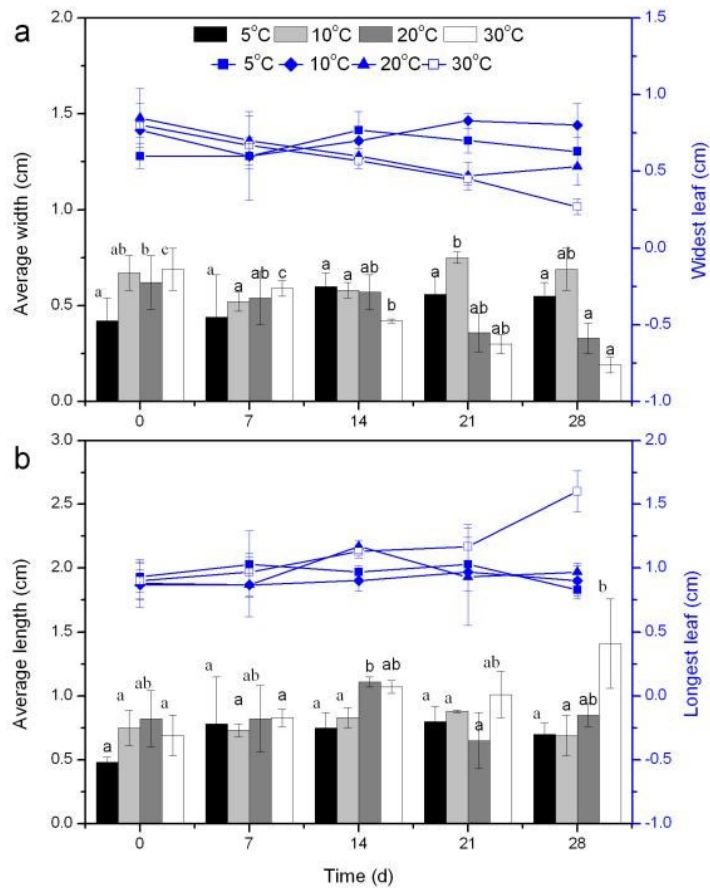 a
2.0
1.5
1.0
0.5
0.0
Average width (cm)
5°C 10°C 20°C 30°C
5°C 10°C 20°C 30°C
1.5
1.0
0.5
0.0
-0.5
-1.0
Widest leaf (cm)
a ab b c
a a ab c
a a ab b
a b a ab
a a a
0 7 14 21 28
b
3.0
2.5
2.0
1.5
1.0
0.5
0.0
Average length (cm)
2.0
1.5
1.0
0.5
0.0
-0.5
-1.0
Longest leaf (cm)
a a ab a
a a ab a
a a b ab
a a a ab
a a ab b
0 7 14 21 28
Time (d)